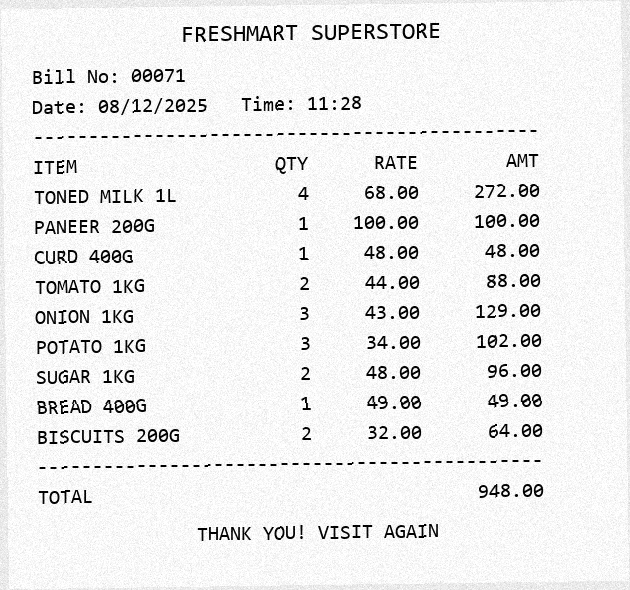 FRESHMART SUPERSTORE
Bill No: 00071
Date: 08/12/2025 Time: 11:28
----------------------------------------------
ITEM QTY RATE AMT
TONED MILK 1L 4 68.00 272.00
PANEER 200G 1 100.00 100.00
CURD 400G 1 48.00 48.00
TOMATO 1KG 2 44.00 88.00
ONION 1KG 3 43.00 129.00
POTATO 1KG 3 34.00 102.00
SUGAR 1KG 2 48.00 96.00
BREAD 400G 1 49.00 49.00
BISCUITS 200G 2 32.00 64.00
----------------------------------------------
TOTAL 948.00
THANK YOU! VISIT AGAIN